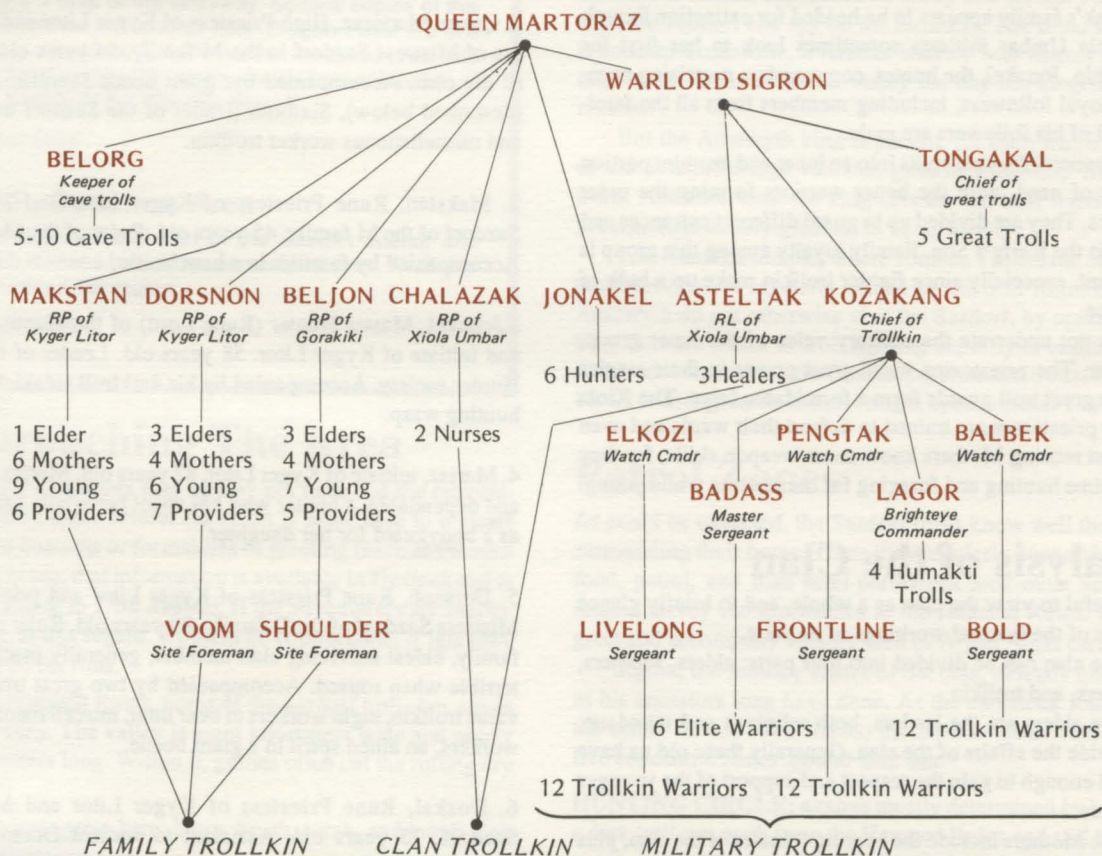 QUEEN MARTORAZ
WARLORD SIGRON
BELORG
Keeper of
cave trolls
5-10 Cave Trolls
TONGAKAL
Chief of
great trolls
5 Great Trolls
MAKSTAN
RP of
Kyger Litor
DORSNON
RP of
Kyger Litor
BELJON
RP of
Gorakiki
CHALAZAK
RP of
Xiola Umbar
JONAKEL
6 Hunters
ASTELTAK
RL of
Xiola Umbar
3Healers
KOZAKANG
Chief of
Trollkin
1 Elder
6 Mothers
9 Young
6 Providers
3 Elders
4 Mothers
6 Young
7 Providers
3 Elders
4 Mothers
7 Young
5 Providers
2 Nurses
ELKOZI
Watch Cmdr
PENGTAK
Watch Cmdr
BALBEK
Watch Cmdr
BADASS
Master
Sergeant
LAGOR
Brighteye
Commander
4 Humakti
Trolls
VOOM
Site Foreman
SHOULDER
Site Foreman
LIVELONG
Sergeant
FRONTLINE
Sergeant
BOLD
Sergeant
6 Elite Warriors
12 Trollkin Warriors
12 Trollkin Warriors
12 Trollkin Warriors
FAMILY TROLLKIN
CLAN TROLLKIN
MILITARY TROLLKIN